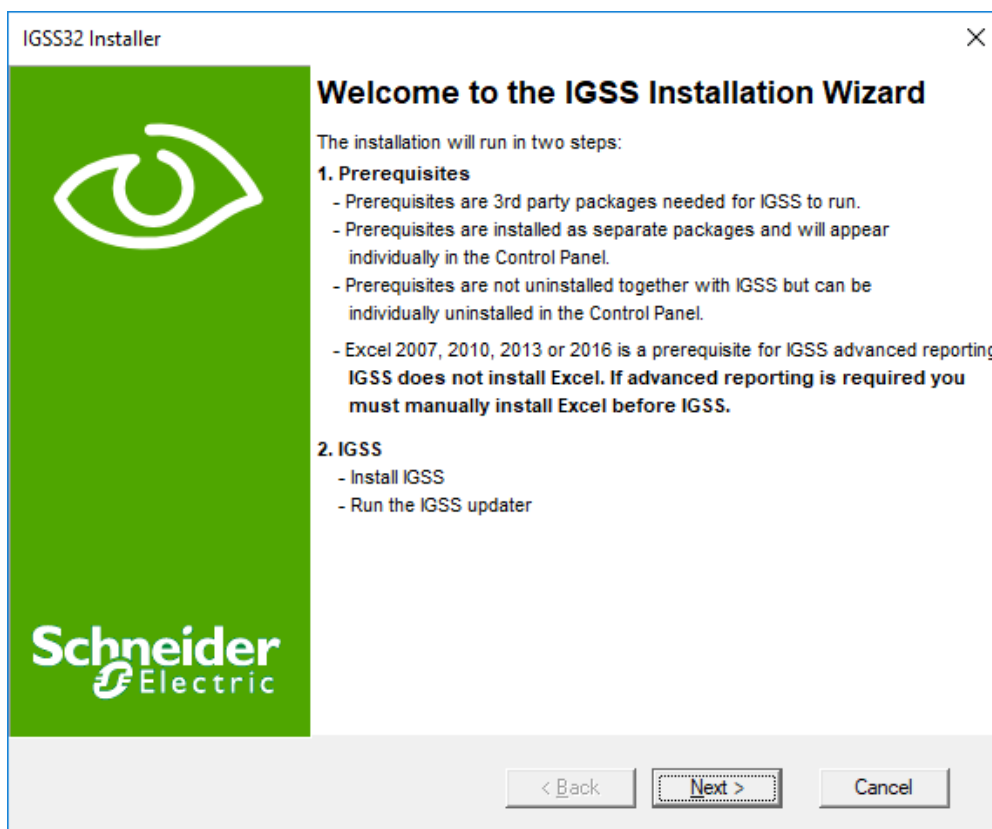 IGSS32 Installer
Welcome to the IGSS Installation Wizard
The installation will run in two steps:
1. Prerequisites
- Prerequisites are 3rd party packages needed for IGSS to run.
- Prerequisites are installed as separate packages and will appear
individually in the Control Panel.
- Prerequisites are not uninstalled together with IGSS but can be
individually uninstalled in the Control Panel.
- Excel 2007, 2010, 2013 or 2016 is a prerequisite for IGSS advanced reporting
IGSS does not install Excel. If advanced reporting is required you
must manually install Excel before IGSS.
2. IGSS
- Install IGSS
- Run the IGSS updater
Schneider
Electric
< Back
Next >
Cancel